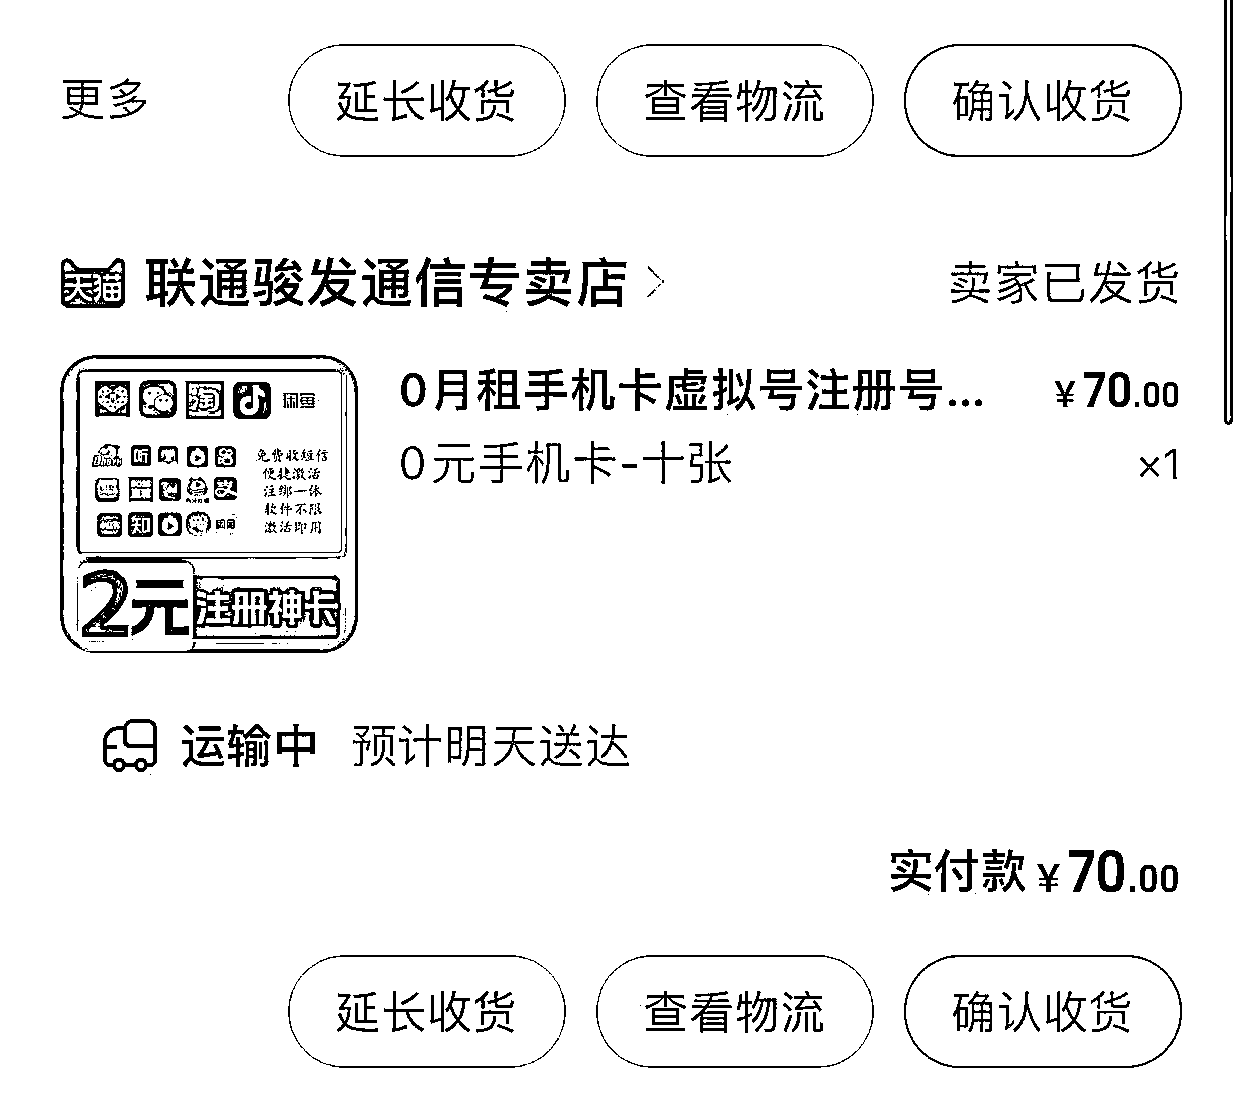 更多
延长收货
查看物流
确认收货
天猫 联通骏发通信专卖店
卖家已发货
淘
闲鱼
听
知
免费收短信
便捷激活
注绑一体
软件不限
激活即用
2元 注册神卡
0月租手机卡虚拟号注册号... ¥70.00
0元手机卡-十张 ×1
运输中 预计明天送达
实付款 ¥70.00
延长收货
查看物流
确认收货